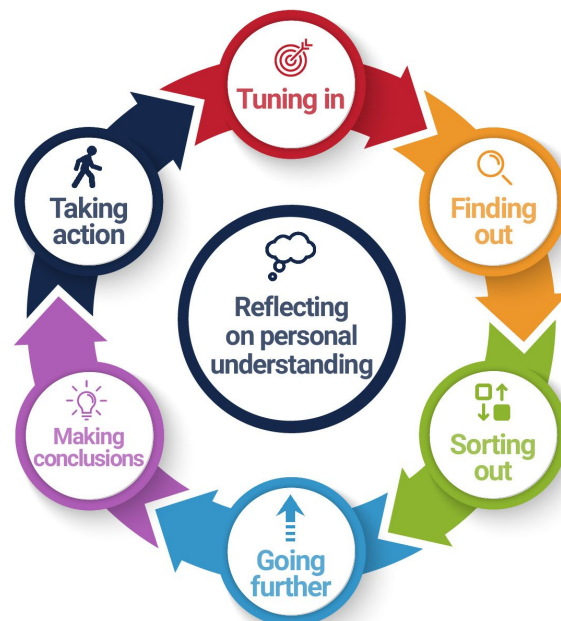 Tuning in
Finding
out
Sorting
out
Going
further
Making
conclusions
Taking
action
Reflecting
on personal
understanding